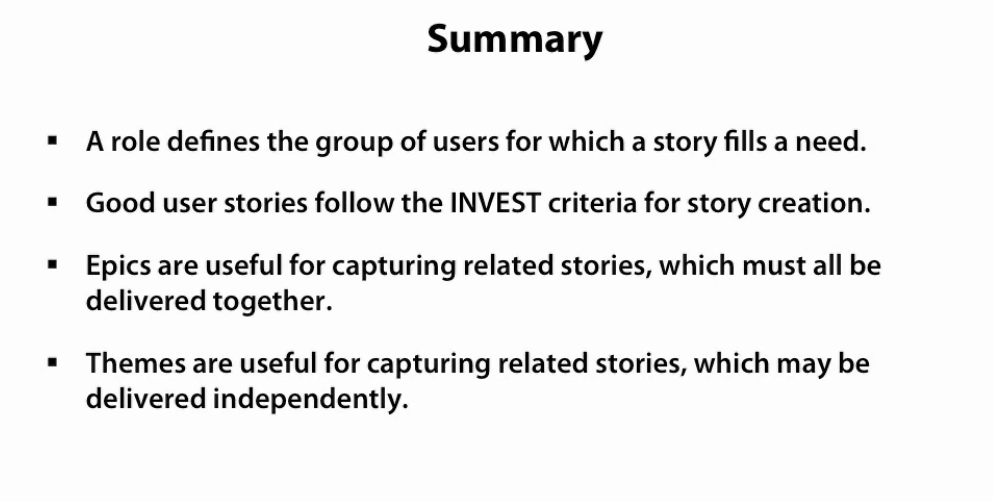 Summary
▪ A role defines the group of users for which a story fills a need.
▪ Good user stories follow the INVEST criteria for story creation.
▪ Epics are useful for capturing related stories, which must all be
delivered together.
▪ Themes are useful for capturing related stories, which may be
delivered independently.